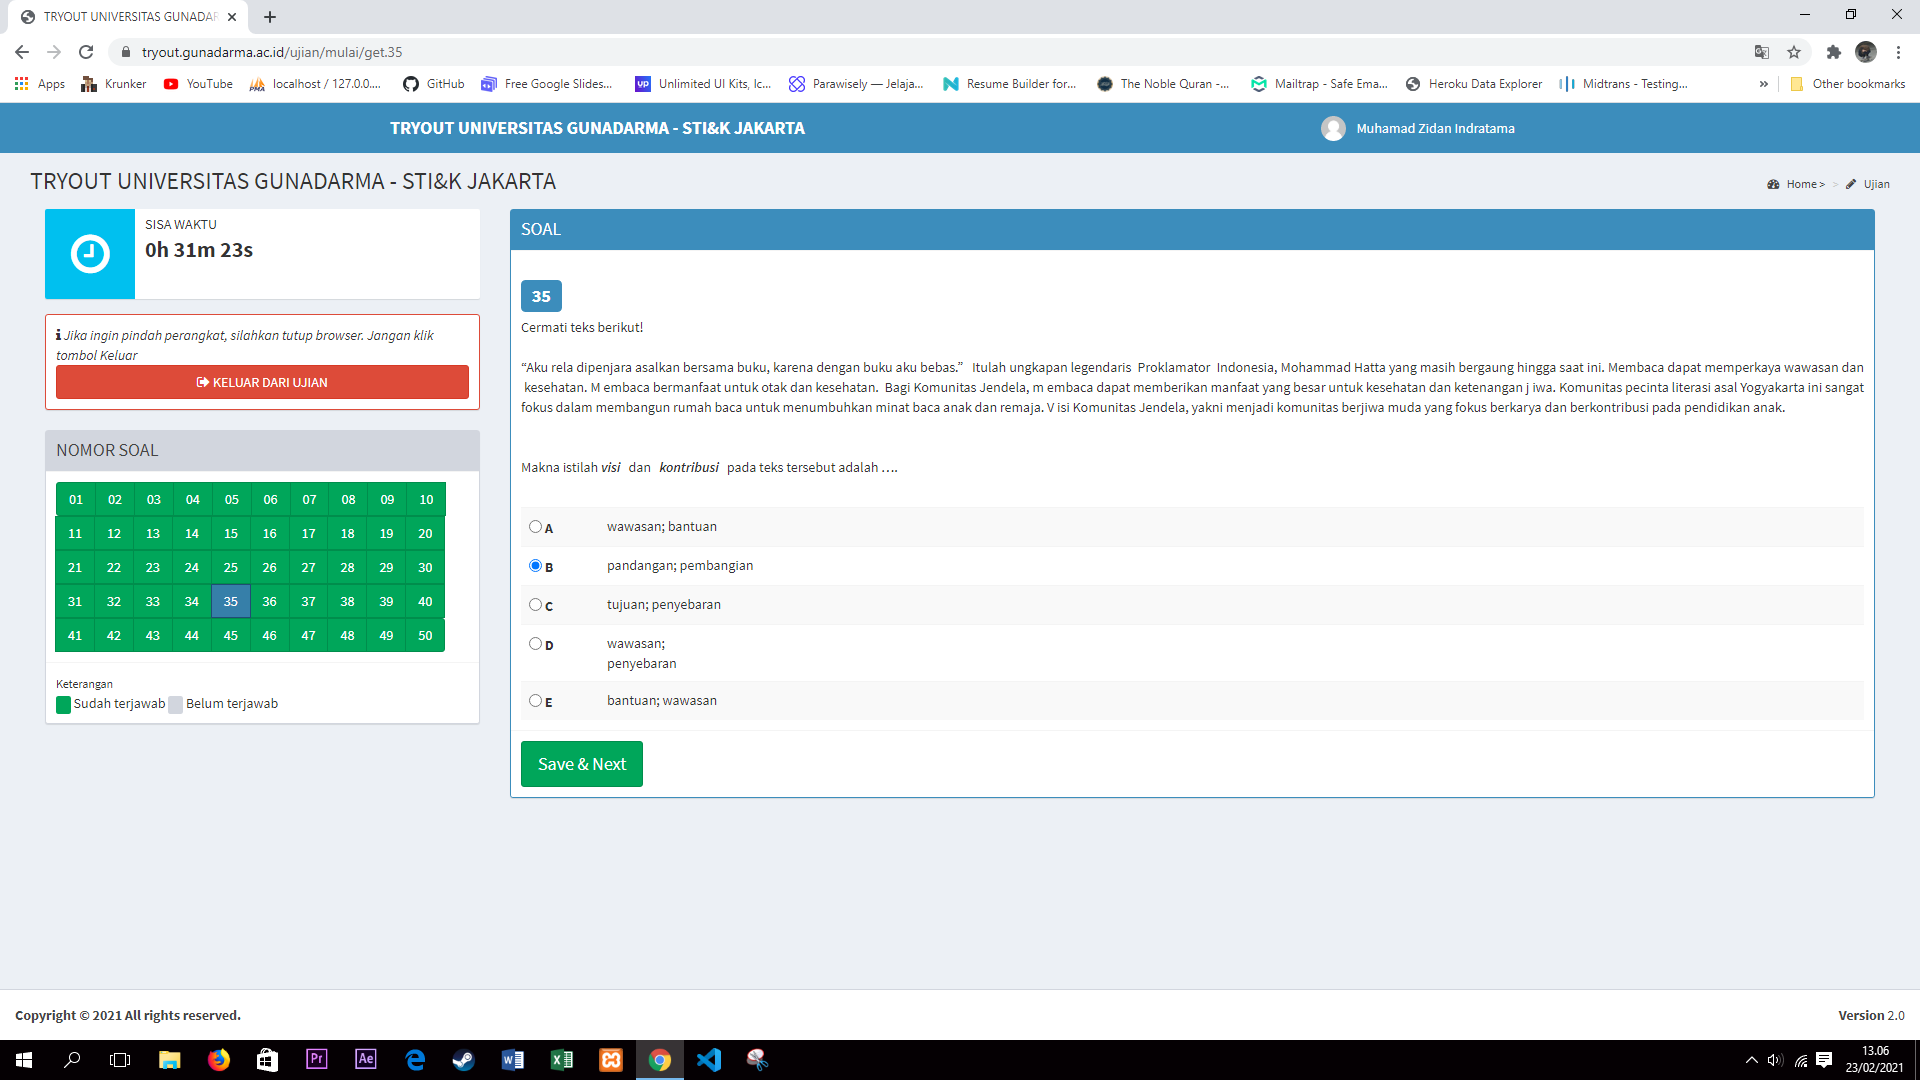 TRYOUT UNIVERSITAS GUNADAR
tryout.gunadarma.ac.id/ujian/mulai/get.35
Apps Krunker YouTube localhost / 127.0.0.... GitHub Free Google Slides... Unlimited UI Kits, Ic... Parawisely — Jelaja... Resume Builder for... The Noble Quran -... Mailtrap - Safe Ema... Heroku Data Explorer Midtrans - Testing... » Other bookmarks
TRYOUT UNIVERSITAS GUNADARMA - STI&K JAKARTA
Muhamad Zidan Indratama
TRYOUT UNIVERSITAS GUNADARMA - STI&K JAKARTA
Home > > Ujian
SISA WAKTU
0h 31m 23s
Jika ingin pindah perangkat, silahkan tutup browser. Jangan klik
tombol Keluar
KELUAR DARI UJIAN
NOMOR SOAL
01 02 03 04 05 06 07 08 09 10
11 12 13 14 15 16 17 18 19 20
21 22 23 24 25 26 27 28 29 30
31 32 33 34 35 36 37 38 39 40
41 42 43 44 45 46 47 48 49 50
Keterangan
Sudah terjawab Belum terjawab
SOAL
35
Cermati teks berikut!
“Aku rela dipenjara asalkan bersama buku, karena dengan buku aku bebas.” Itulah ungkapan legendaris Proklamator Indonesia, Mohammad Hatta yang masih bergaung hingga saat ini. Membaca dapat memperkaya wawasan dan
kesehatan. M embaca bermanfaat untuk otak dan kesehatan. Bagi Komunitas Jendela, m embaca dapat memberikan manfaat yang besar untuk kesehatan dan ketenangan j iwa. Komunitas pecinta literasi asal Yogyakarta ini sangat
fokus dalam membangun rumah baca untuk menumbuhkan minat baca anak dan remaja. V isi Komunitas Jendela, yakni menjadi komunitas berjiwa muda yang fokus berkarya dan berkontribusi pada pendidikan anak.
Makna istilah visi dan kontribusi pada teks tersebut adalah ....
A wawasan; bantuan
B pandangan; pembangian
C tujuan; penyebaran
D wawasan;
penyebaran
E bantuan; wawasan
Save & Next
Copyright © 2021 All rights reserved.
Version 2.0
Pr Ae
13.06
23/02/2021